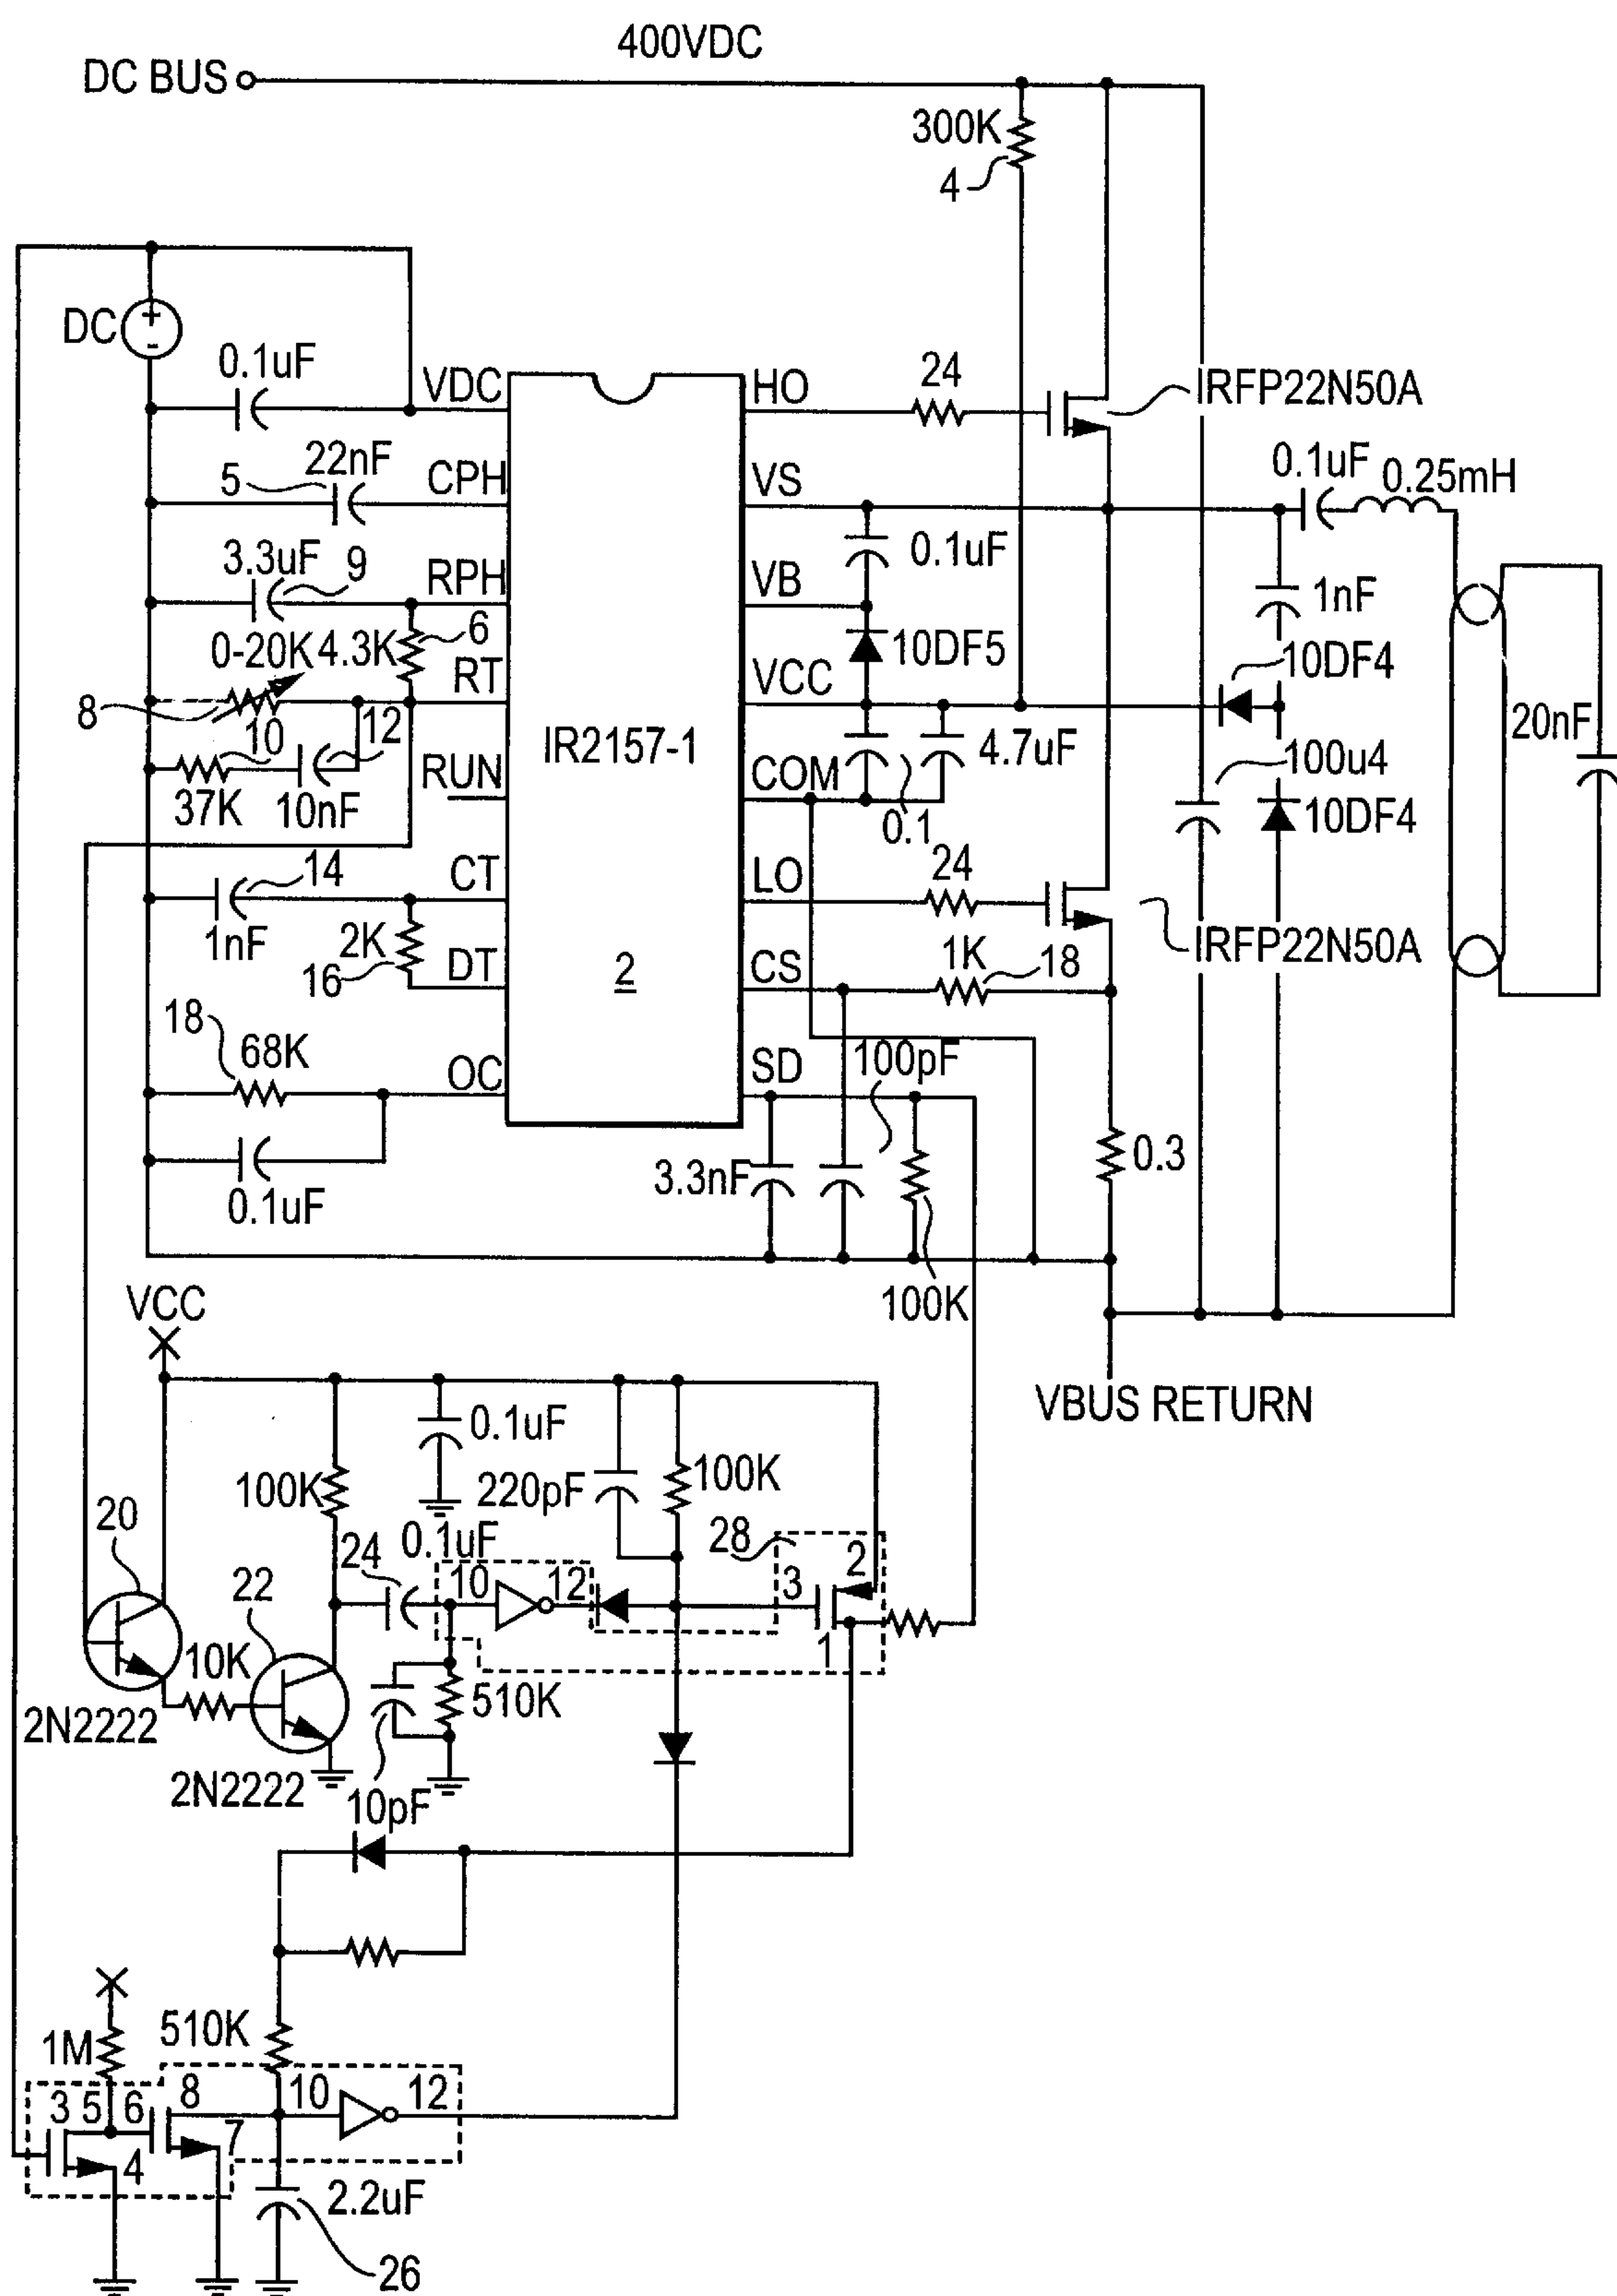 400VDC
DC BUS
300K
4
DC
+
-
0.1uF
VDC
HO
24
IRFP22N50A
22nF
5
CPH
VS
0.1uF
0.25mH
3.3uF
9
RPH
VB
0.1uF
1nF
0-20K
4.3K
6
RT
10DF5
10DF4
8
VCC
10
12
IR2157-1
20nF
RUN
COM
4.7uF
100u4
37K
10nF
0.1
10DF4
14
CT
LO
24
1nF
2K
IRFP22N50A
16
DT
2
CS
1K
18
18
68K
OC
SD
100pF
0.3
3.3nF
0.1uF
100K
VCC
VBUS RETURN
0.1uF
100K
220pF
100K
20
24
0.1uF
28
22
10
12
3
2
1
10K
510K
2N2222
2N2222
10pF
1M
510K
3
5
6
8
10
12
4
7
2.2uF
26